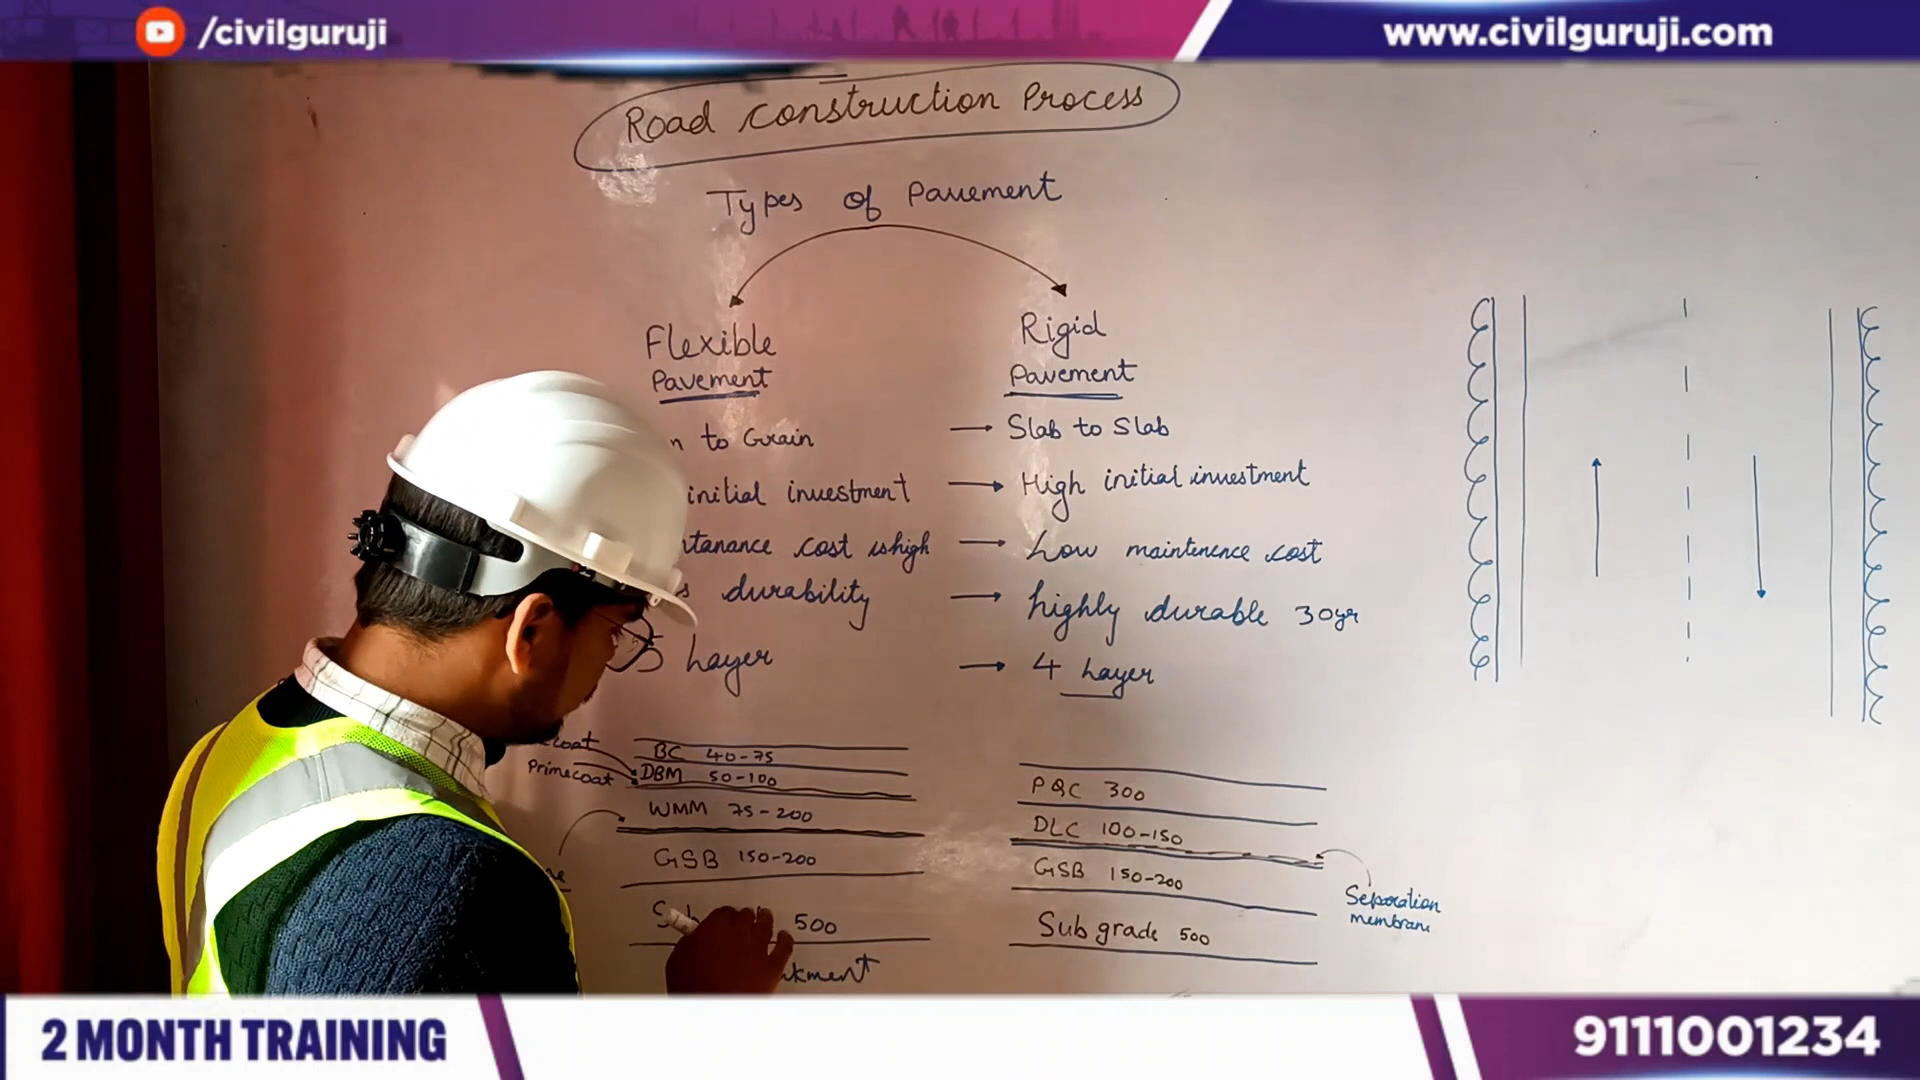 /civilguruji
www.civilguruji.com
Road construction Process
Types of Pavement
Flexible
Pavement
to Grain
initial investment
cost is high
durability
5 Layer
Rigid
Pavement
Slab to Slab
High initial investment
Low maintenence cost
highly durable 30yr
4 Layer
coat
Primecoat
BC 40-75
DBM 50-100
WMM 75-200
GSB 150-200
500
PQC 300
DLC 100-150
GSB 150-200
Sub grade 500
Separation
membrane
2 MONTH TRAINING
9111001234